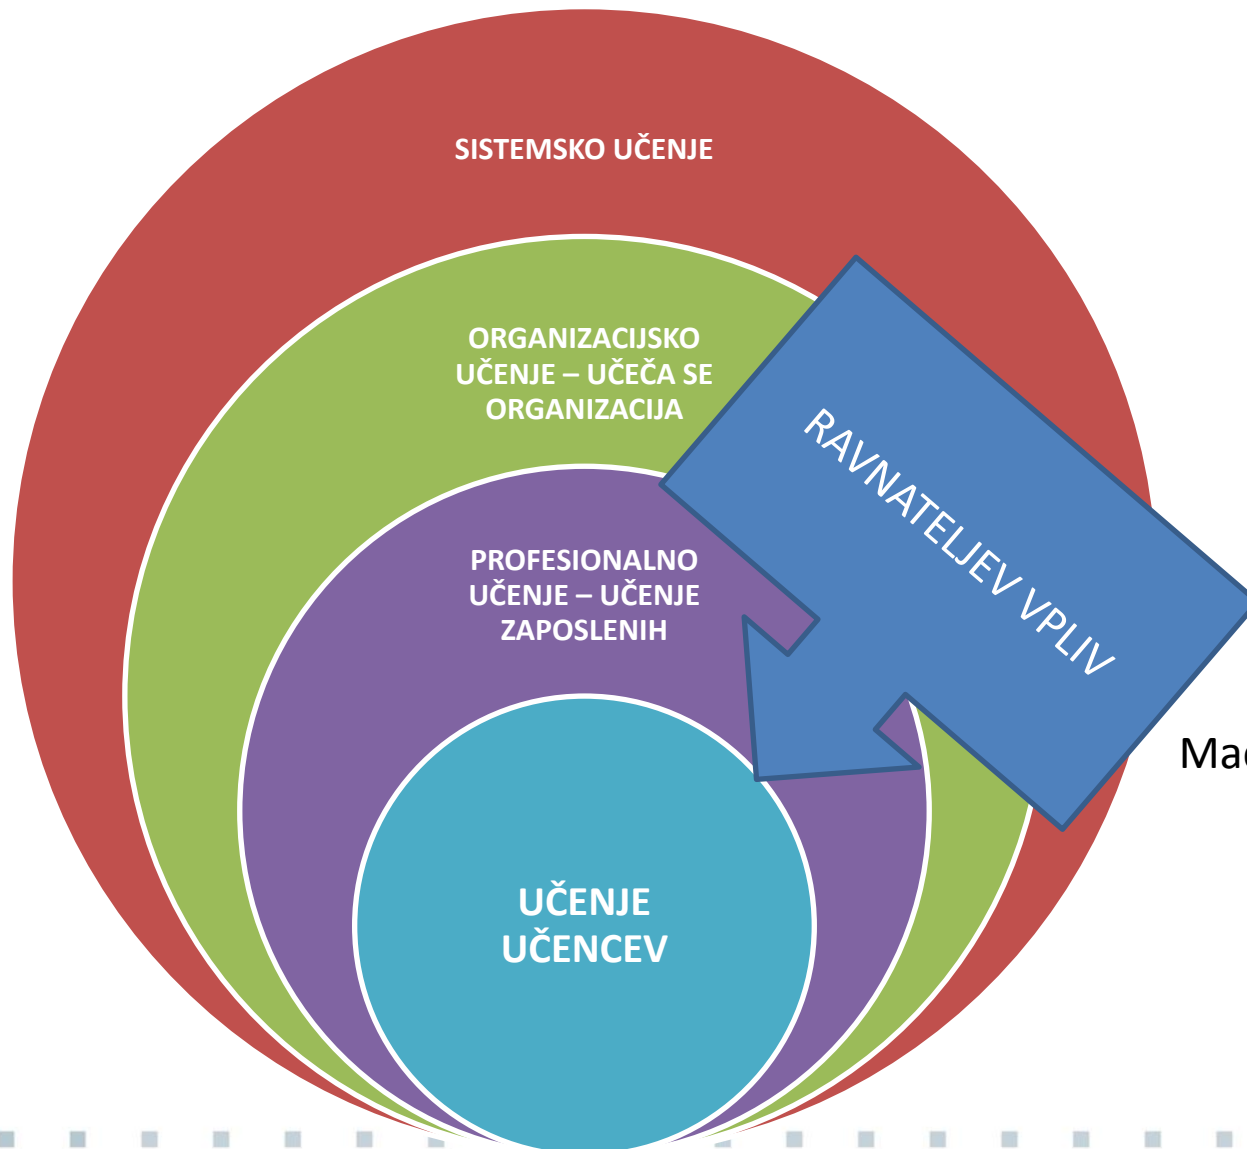 SISTEMSKO UČENJE
ORGANIZACIJSKO
UČENJE – UČEČA SE
ORGANIZACIJA
RAVNATELJEV VPLIV
PROFESIONALNO
UČENJE – UČENJE
ZAPOSLENIH
UČENJE
UČENCEV